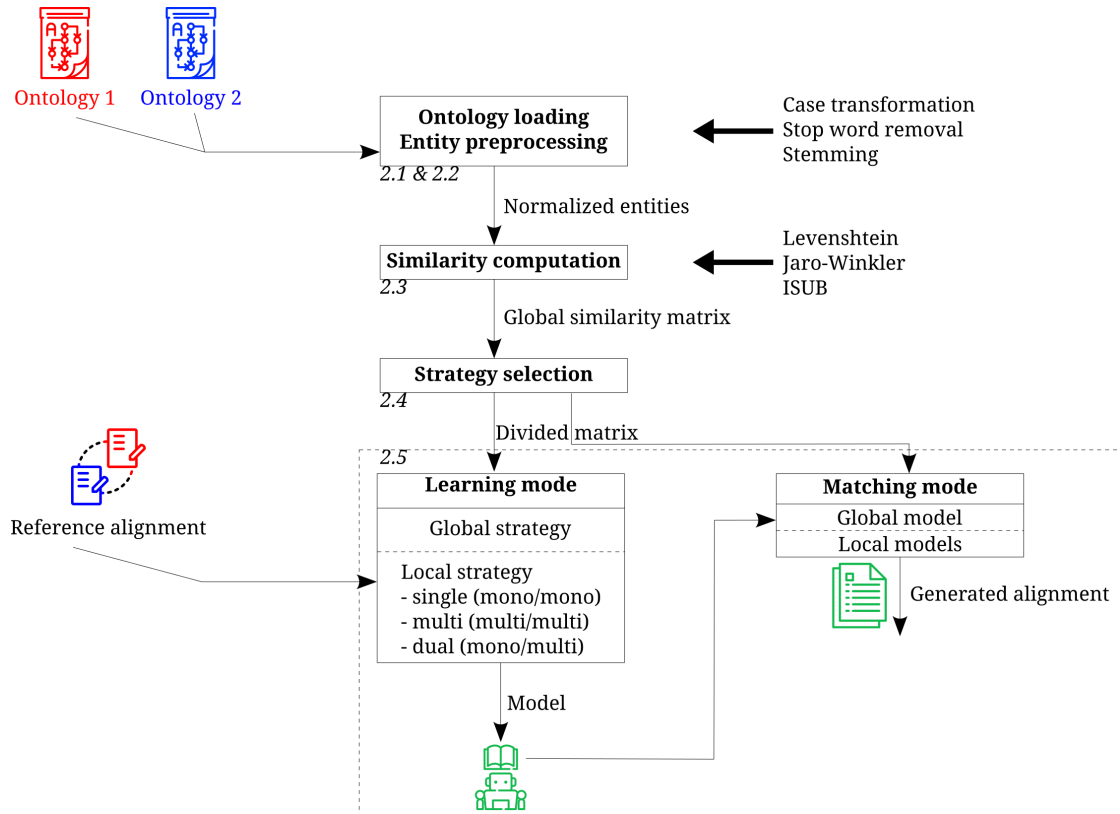 Ontology 1
Ontology 2
Ontology loading
Entity preprocessing
2.1 & 2.2
Case transformation
Stop word removal
Stemming
Normalized entities
Similarity computation
2.3
Levenshtein
Jaro-Winkler
ISUB
Global similarity matrix
Strategy selection
2.4
Divided matrix
2.5
Reference alignment
Learning mode
Global strategy
Local strategy
- single (mono/mono)
- multi (multi/multi)
- dual (mono/multi)
Model
Matching mode
Global model
Local models
Generated alignment